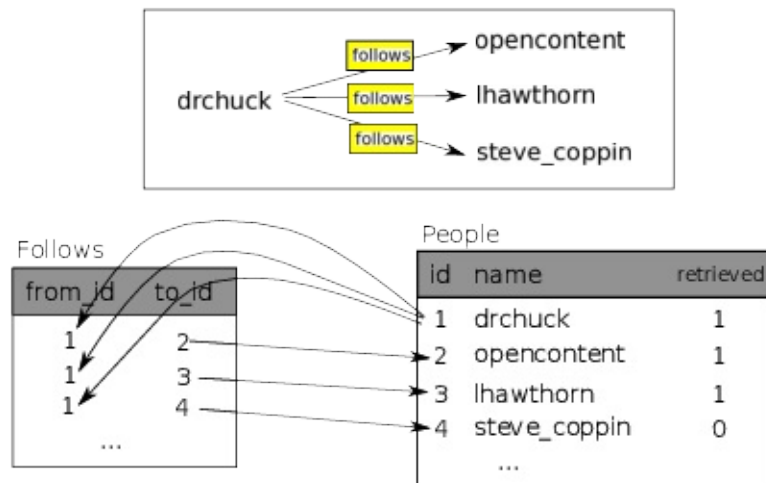 follows opencontent
drchuck follows lhawthorn
follows steve_coppin
Follows
from_id to_id
1 2
1 3
1 4
...
People
id name retrieved
1 drchuck 1
2 opencontent 1
3 lhawthorn 1
4 steve_coppin 0
...